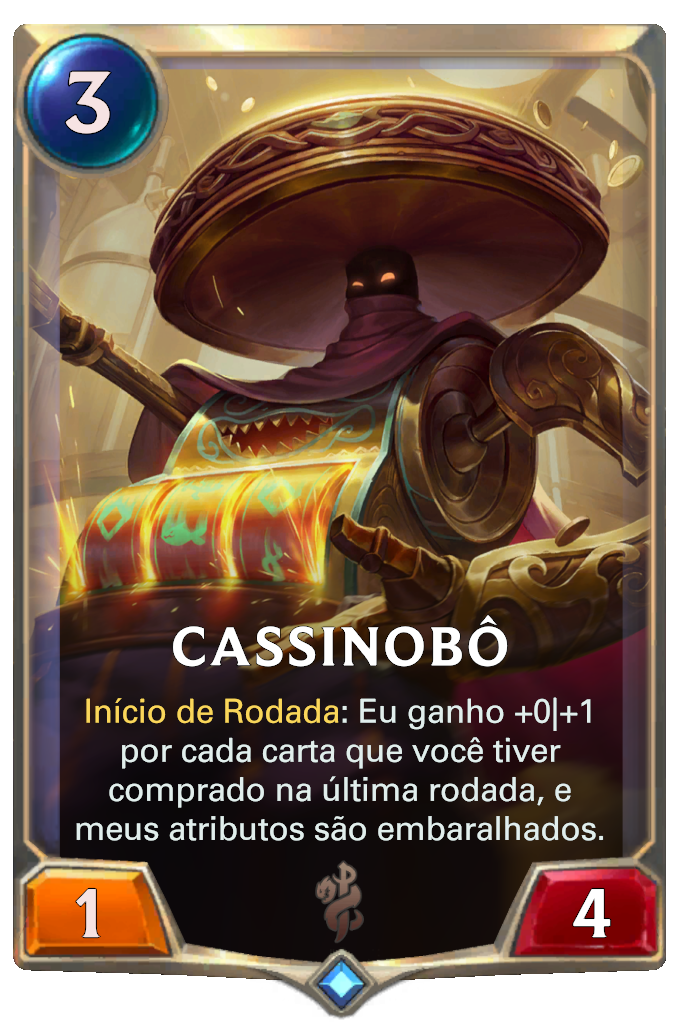 3
CASSINOBÔ
Início de Rodada: Eu ganho +0|+1
por cada carta que você tiver
comprado na última rodada, e
meus atributos são embaralhados.
1
4